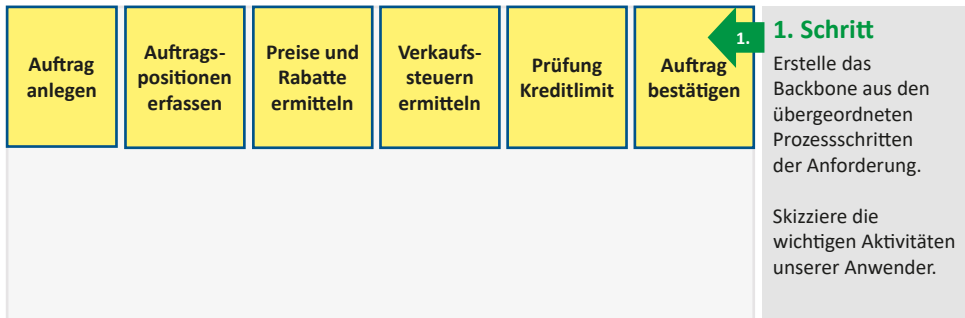 Auftrag
anlegen
Auftrags-
positionen
erfassen
Preise und
Rabatte
ermitteln
Verkaufs-
steuern
ermitteln
Prüfung
Kreditlimit
Auftrag
bestätigen
1.
1. Schritt
Erstelle das
Backbone aus den
übergeordneten
Prozessschritten
der Anforderung.
Skizziere die
wichtigen Aktivitäten
unserer Anwender.